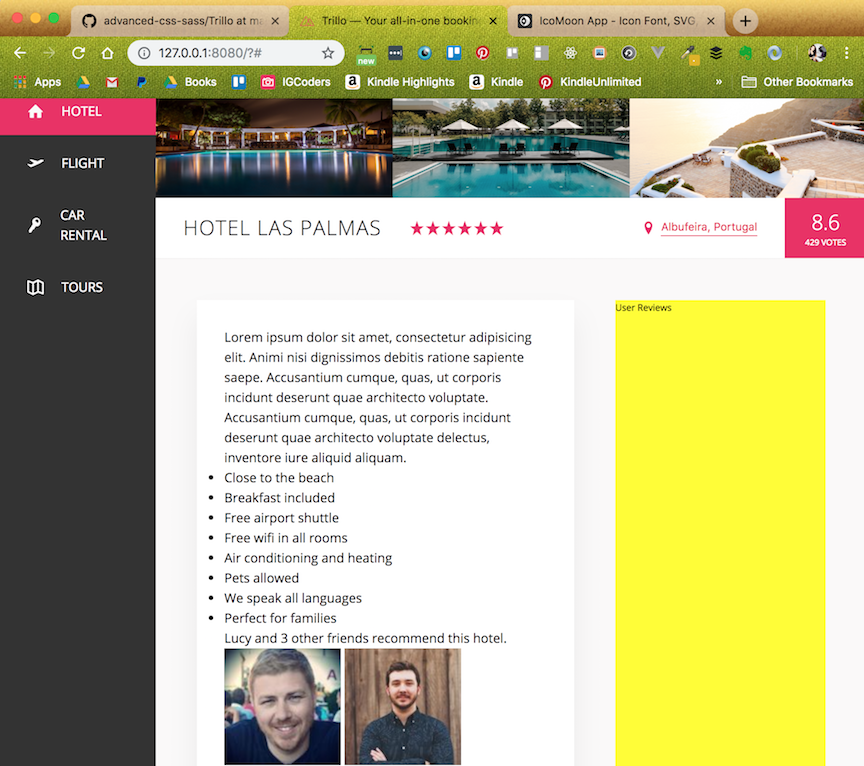 advanced-css-sass/Trillo at ma
Trillo — Your all-in-one bookin
IcoMoon App - Icon Font, SVG,
127.0.0.1:8080/?#
new
Apps
Books
IGCoders
Kindle Highlights
Kindle
KindleUnlimited
»
Other Bookmarks
HOTEL
FLIGHT
CAR
RENTAL
TOURS
HOTEL LAS PALMAS
Albufeira, Portugal
8.6
429 VOTES
Lorem ipsum dolor sit amet, consectetur adipisicing
elit. Animi nisi dignissimos debitis ratione sapiente
saepe. Accusantium cumque, quas, ut corporis
incidunt deserunt quae architecto voluptate.
Accusantium cumque, quas, ut corporis incidunt
deserunt quae architecto voluptate delectus,
inventore iure aliquid aliquam.
• Close to the beach
• Breakfast included
• Free airport shuttle
• Free wifi in all rooms
• Air conditioning and heating
• Pets allowed
• We speak all languages
• Perfect for families
Lucy and 3 other friends recommend this hotel.
User Reviews